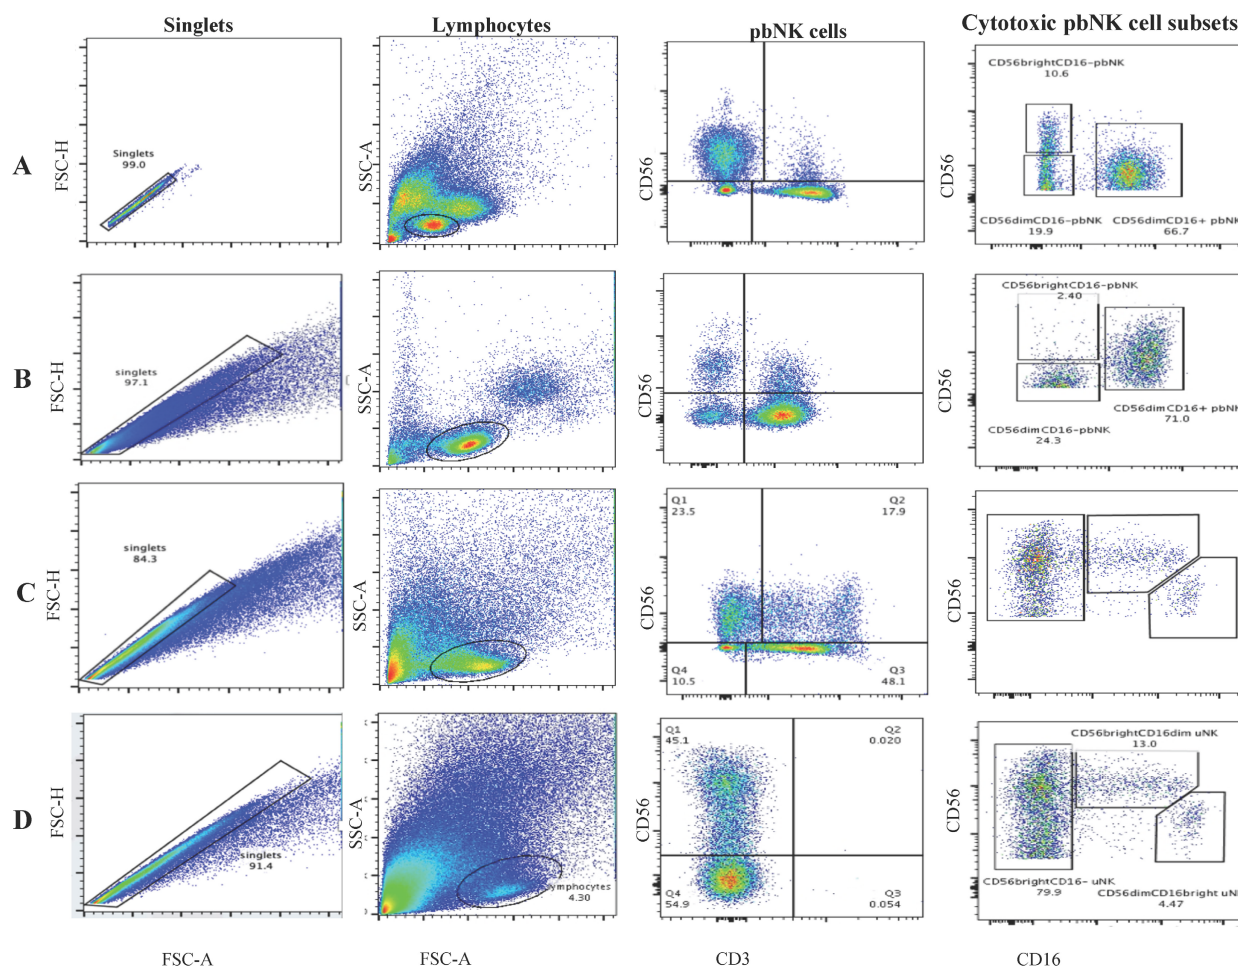 Singlets
Lymphocytes
pbNK cells
Cytotoxic pbNK cell subsets
A
FSC-H
Singlets
99.0
SSC-A
CD56
CD56
CD56brightCD16-pbNK
10.6
CD56dimCD16-pbNK
19.9
CD56dimCD16+ pbNK
66.7
B
FSC-H
singlets
97.1
SSC-A
CD56
CD56
CD56brightCD16-pbNK
2.40
CD56dimCD16+ pbNK
71.0
CD56dimCD16-pbNK
24.3
C
FSC-H
singlets
84.3
SSC-A
CD56
Q1
23.5
Q2
17.9
Q4
10.5
Q3
48.1
CD56
D
FSC-H
singlets
91.4
SSC-A
lymphocytes
4.30
CD56
Q1
45.1
Q2
0.020
Q4
54.9
Q3
0.054
CD56
CD56brightCD16dim uNK
13.0
CD56brightCD16- uNK
79.9
CD56dimCD16bright uNK
4.47
FSC-A
FSC-A
CD3
CD16